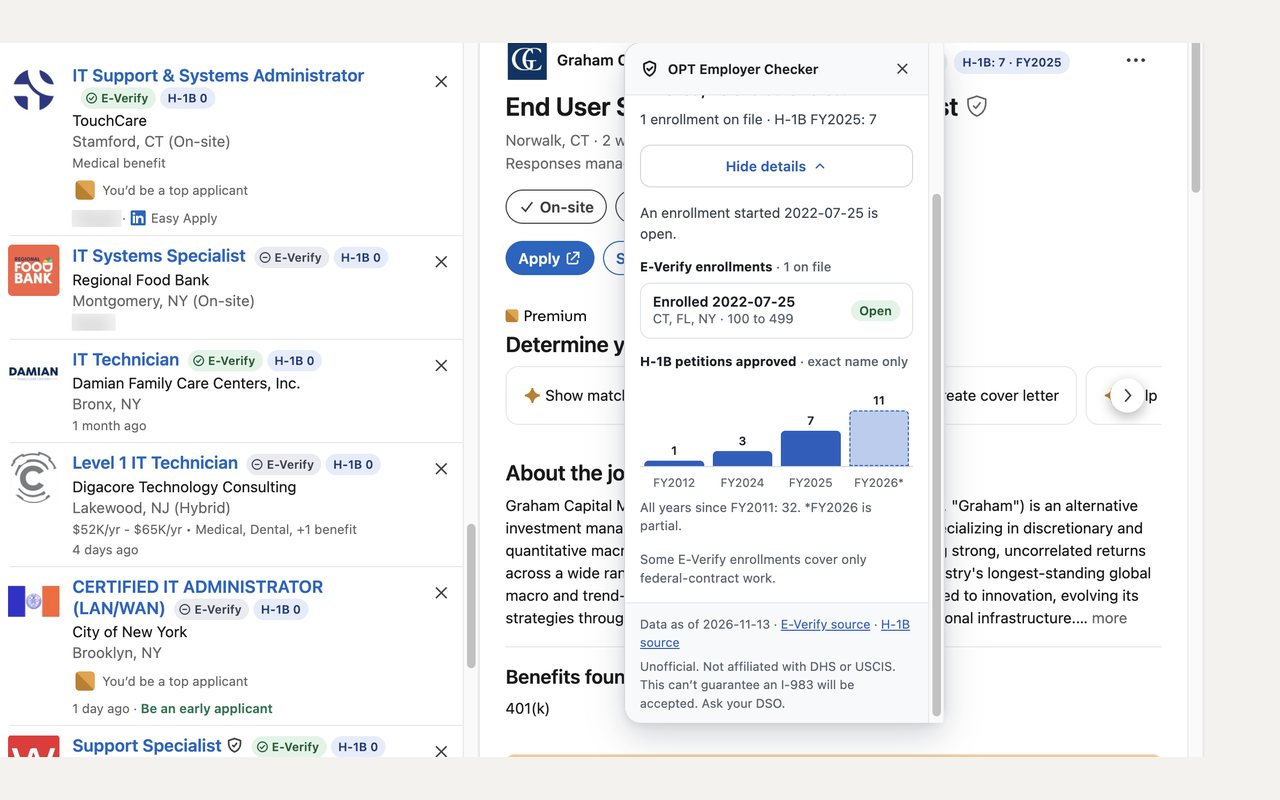 IT Support & Systems Administrator
E-Verify H-1B 0
TouchCare
Stamford, CT (On-site)
Medical benefit
You'd be a top applicant
· in Easy Apply
REGIONAL
FOOD
BANK
IT Systems Specialist E-Verify H-1B 0
Regional Food Bank
Montgomery, NY (On-site)
DAMIAN
IT Technician E-Verify H-1B 0
Damian Family Care Centers, Inc.
Bronx, NY
1 month ago
Level 1 IT Technician E-Verify H-1B 0
Digacore Technology Consulting
Lakewood, NJ (Hybrid)
$52K/yr - $65K/yr • Medical, Dental, +1 benefit
4 days ago
CERTIFIED IT ADMINISTRATOR
(LAN/WAN) E-Verify H-1B 0
City of New York
Brooklyn, NY
You'd be a top applicant
1 day ago · Be an early applicant
Support Specialist E-Verify H-1B 0
Graham C
H-1B: 7 · FY2025
End User S
st
Norwalk, CT · 2 w
Responses mana
On-site
Apply
S
Premium
Determine y
Show matcl
eate cover letter
lp
About the jo
Graham Capital M . "Graham") is an alternative
investment mana ecializing in discretionary and
quantitative macr g strong, uncorrelated returns
across a wide ran stry's longest-standing global
macro and trend- ed to innovation, evolving its
strategies throug onal infrastructure.... more
Benefits foun
401(k)
OPT Employer Checker
1 enrollment on file · H-1B FY2025: 7
Hide details
An enrollment started 2022-07-25 is
open.
E-Verify enrollments · 1 on file
Enrolled 2022-07-25
CT, FL, NY · 100 to 499
Open
H-1B petitions approved · exact name only
1 3 7 11
FY2012 FY2024 FY2025 FY2026*
All years since FY2011: 32. *FY2026 is
partial.
Some E-Verify enrollments cover only
federal-contract work.
Data as of 2026-11-13 · E-Verify source · H-1B
source
Unofficial. Not affiliated with DHS or USCIS.
This can't guarantee an I-983 will be
accepted. Ask your DSO.